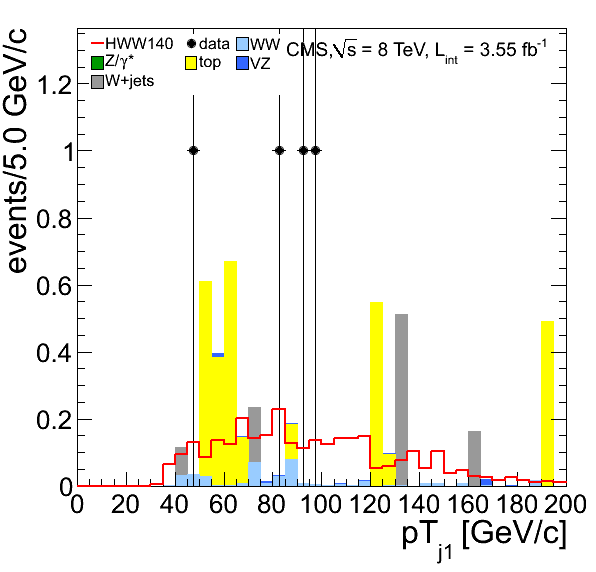 HWW140 data WW CMS,√s = 8 TeV, L_int = 3.55 fb⁻¹
Z/γ* top VZ
W+jets
events/5.0 GeV/c
1.2
1
0.8
0.6
0.4
0.2
0
0 20 40 60 80 100 120 140 160 180 200
pT_j1 [GeV/c]